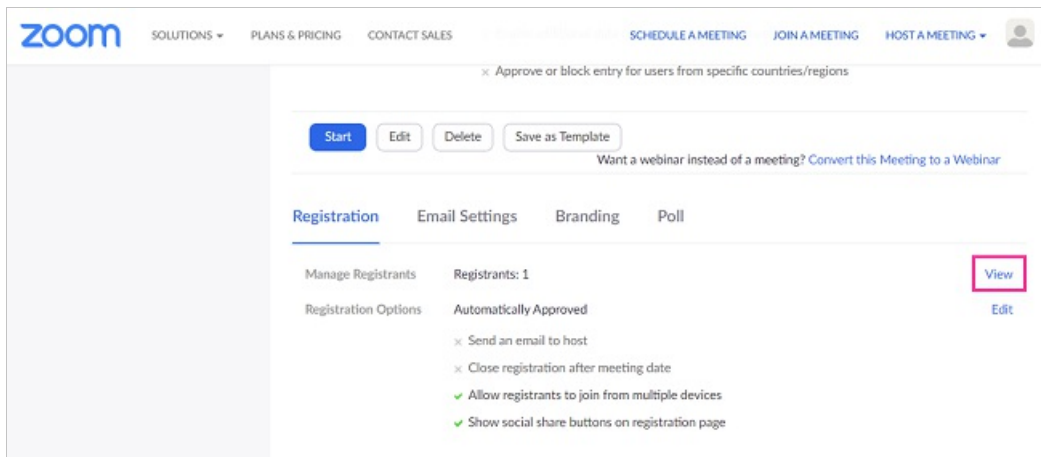 zoom SOLUTIONS PLANS & PRICING CONTACT SALES SCHEDULE A MEETING JOIN A MEETING HOST A MEETING
Approve or block entry for users from specific countries/regions
Start Edit Delete Save as Template
Want a webinar instead of a meeting? Convert this Meeting to a Webinar
Registration Email Settings Branding Poll
Manage Registrants Registrants: 1 View
Registration Options Automatically Approved Edit
Send an email to host
Close registration after meeting date
Allow registrants to join from multiple devices
Show social share buttons on registration page